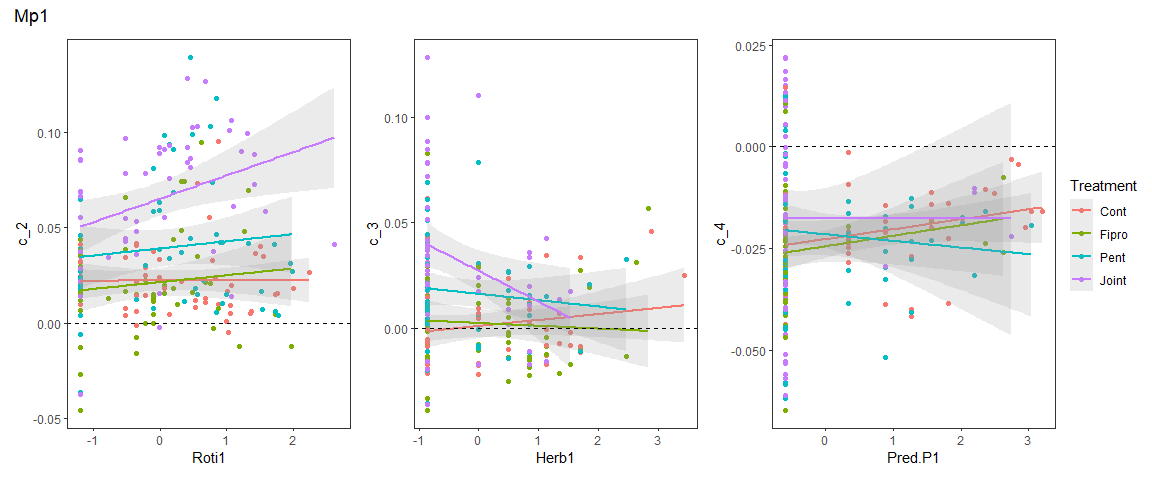 Mp1
c_2
0.10
0.05
0.00
-0.05
-1
0
1
2
Roti1
c_3
0.10
0.05
0.00
-1
0
1
2
3
Herb1
c_4
0.025
0.000
-0.025
-0.050
0
1
2
3
Pred.P1
Treatment
Cont
Fipro
Pent
Joint